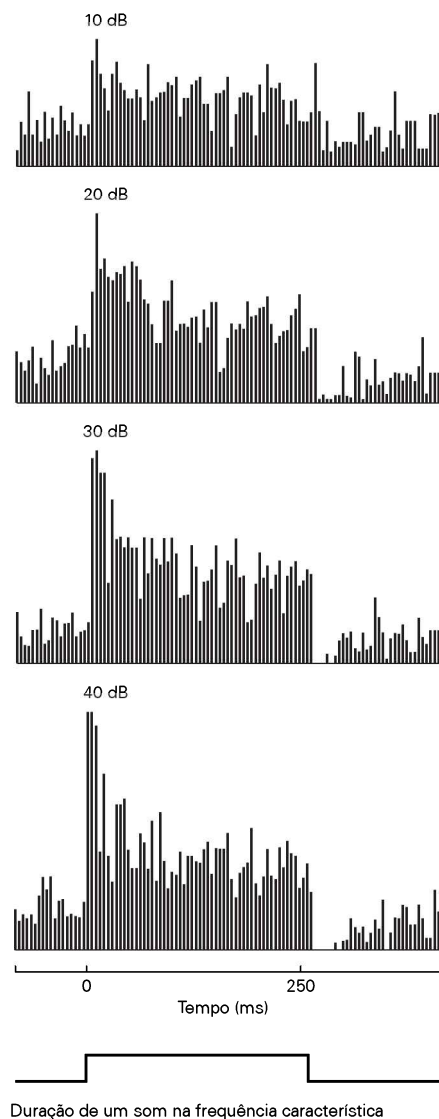 10 dB
20 dB
30 dB
40 dB
0 250
Tempo (ms)
Duração de um som na frequência característica